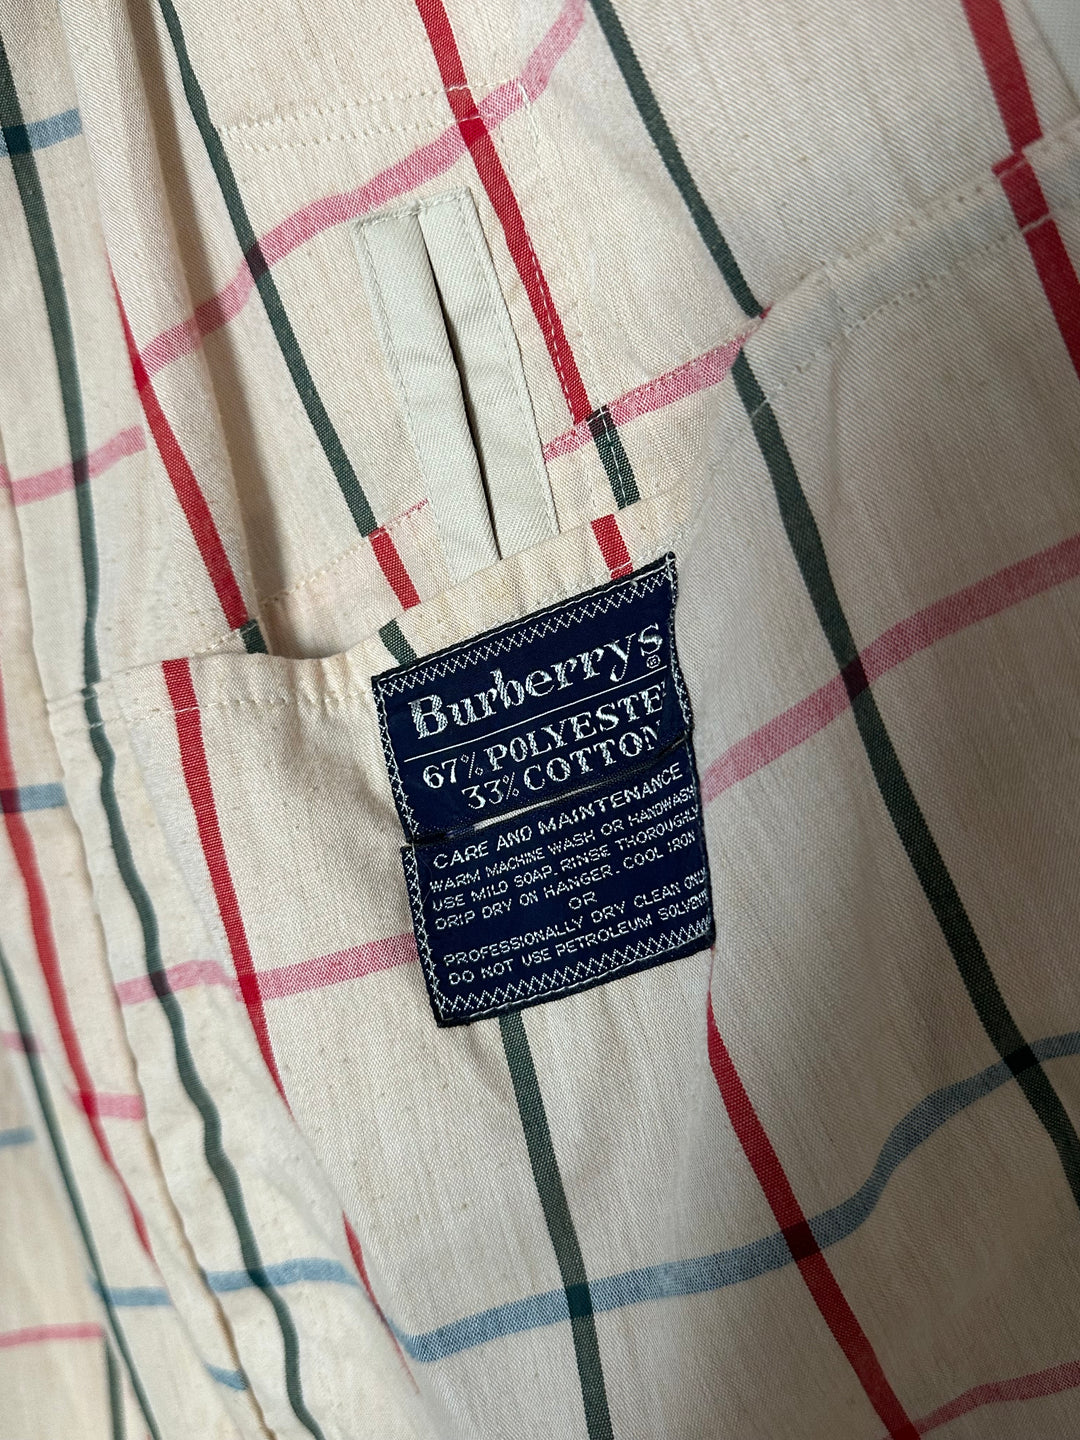 Burberrys®
67% POLYESTE
33% COTTON
CARE AND MAINTENANCE
WARM MACHINE WASH OR HANDWASH
USE MILD SOAP. RINSE THOROUGHLY
DRIP DRY ON HANGER. COOL IRON
OR
PROFESSIONALLY DRY CLEAN ONLY
DO NOT USE PETROLEUM SOLVENT